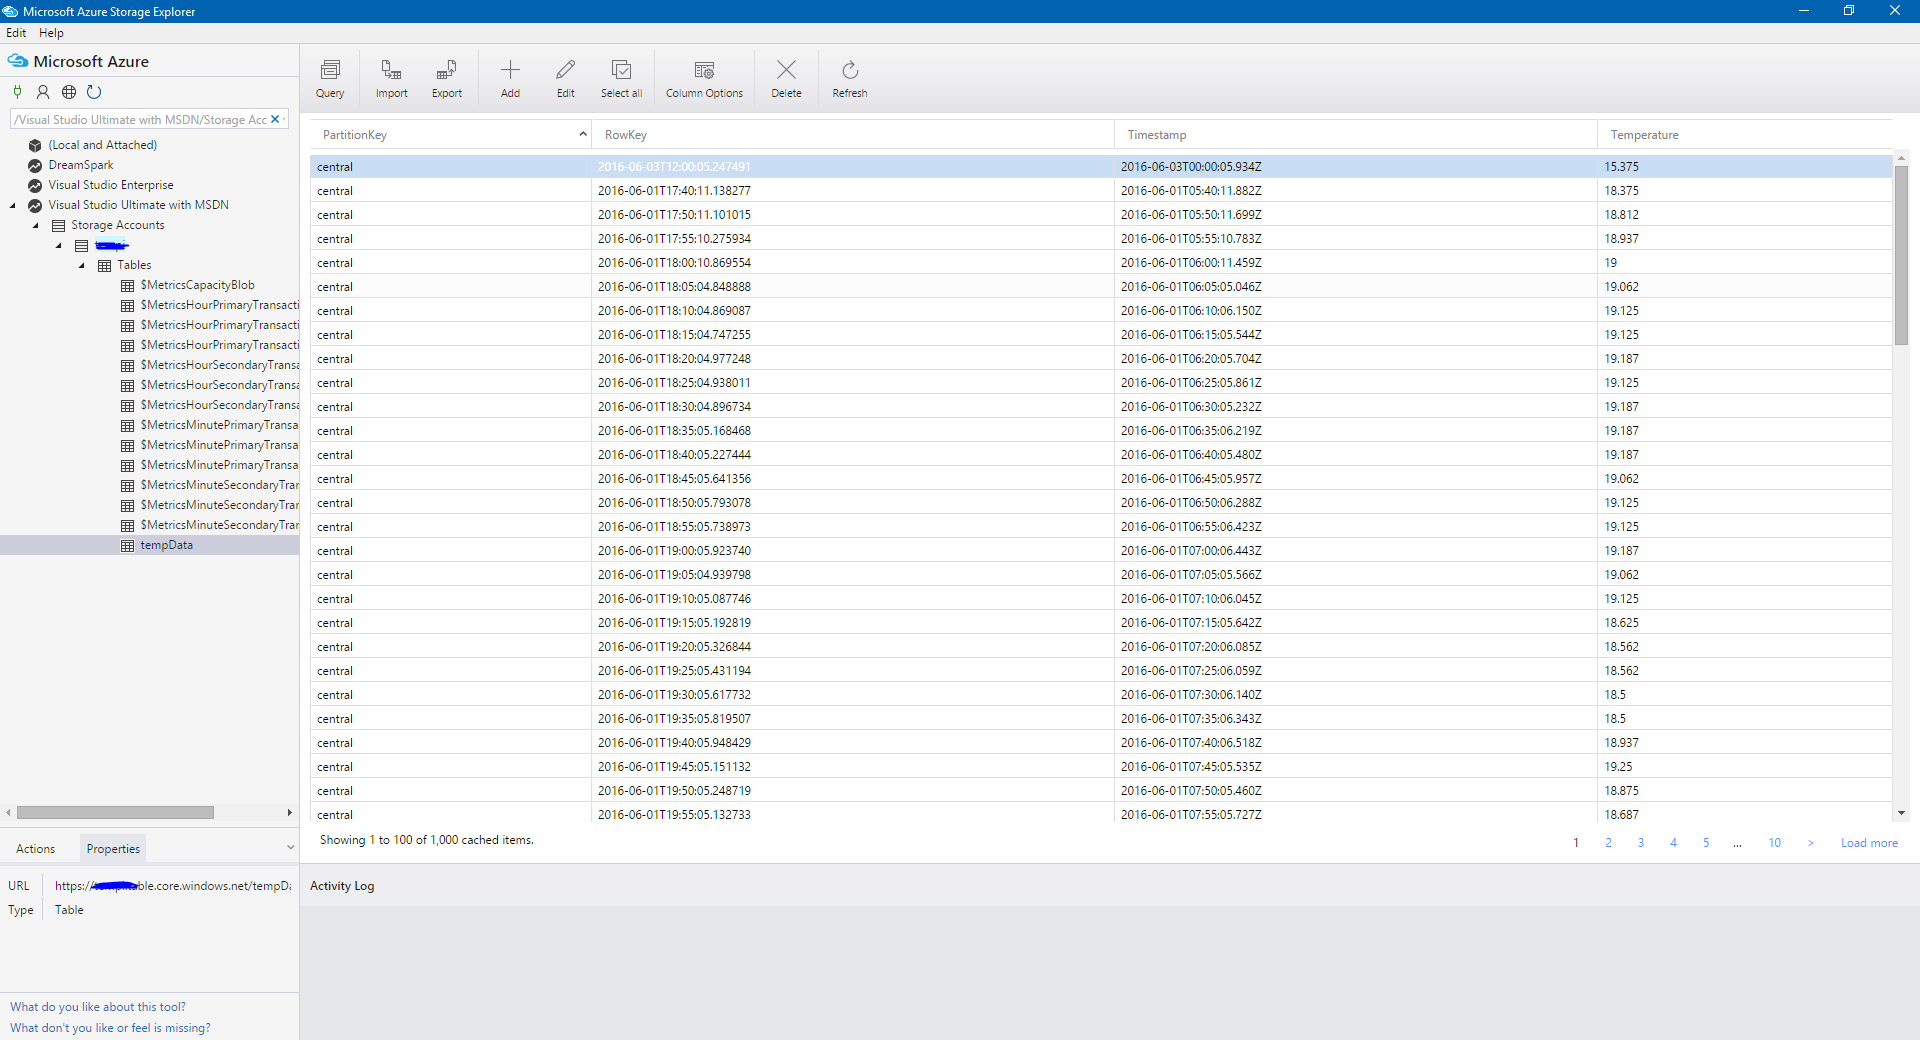 Microsoft Azure Storage Explorer
Edit Help
Microsoft Azure
/Visual Studio Ultimate with MSDN/Storage Acc
(Local and Attached)
DreamSpark
Visual Studio Enterprise
Visual Studio Ultimate with MSDN
Storage Accounts
Tables
$MetricsCapacityBlob
$MetricsHourPrimaryTransacti
$MetricsHourPrimaryTransacti
$MetricsHourPrimaryTransacti
$MetricsHourSecondaryTransa
$MetricsHourSecondaryTransa
$MetricsHourSecondaryTransa
$MetricsMinutePrimaryTransa
$MetricsMinutePrimaryTransa
$MetricsMinutePrimaryTransa
$MetricsMinuteSecondaryTrar
$MetricsMinuteSecondaryTrar
$MetricsMinuteSecondaryTrar
tempData
Actions Properties
URL https:// ble.core.windows.net/tempDa
Type Table
What do you like about this tool?
What don't you like or feel is missing?
Query Import Export Add Edit Select all Column Options Delete Refresh
PartitionKey RowKey Timestamp Temperature
central 2016-06-03T12:00:05.247491 2016-06-03T00:00:05.934Z 15.375
central 2016-06-01T17:40:11.138277 2016-06-01T05:40:11.882Z 18.375
central 2016-06-01T17:50:11.101015 2016-06-01T05:50:11.699Z 18.812
central 2016-06-01T17:55:10.275934 2016-06-01T05:55:10.783Z 18.937
central 2016-06-01T18:00:10.869554 2016-06-01T06:00:11.459Z 19
central 2016-06-01T18:05:04.848888 2016-06-01T06:05:05.046Z 19.062
central 2016-06-01T18:10:04.869087 2016-06-01T06:10:06.150Z 19.125
central 2016-06-01T18:15:04.747255 2016-06-01T06:15:05.544Z 19.125
central 2016-06-01T18:20:04.977248 2016-06-01T06:20:05.704Z 19.187
central 2016-06-01T18:25:04.938011 2016-06-01T06:25:05.861Z 19.125
central 2016-06-01T18:30:04.896734 2016-06-01T06:30:05.232Z 19.187
central 2016-06-01T18:35:05.168468 2016-06-01T06:35:06.219Z 19.187
central 2016-06-01T18:40:05.227444 2016-06-01T06:40:05.480Z 19.187
central 2016-06-01T18:45:05.641356 2016-06-01T06:45:05.957Z 19.062
central 2016-06-01T18:50:05.793078 2016-06-01T06:50:06.288Z 19.125
central 2016-06-01T18:55:05.738973 2016-06-01T06:55:06.423Z 19.125
central 2016-06-01T19:00:05.923740 2016-06-01T07:00:06.443Z 19.187
central 2016-06-01T19:05:04.939798 2016-06-01T07:05:05.566Z 19.062
central 2016-06-01T19:10:05.087746 2016-06-01T07:10:06.045Z 19.125
central 2016-06-01T19:15:05.192819 2016-06-01T07:15:05.642Z 18.625
central 2016-06-01T19:20:05.326844 2016-06-01T07:20:06.085Z 18.562
central 2016-06-01T19:25:05.431194 2016-06-01T07:25:06.059Z 18.562
central 2016-06-01T19:30:05.617732 2016-06-01T07:30:06.140Z 18.5
central 2016-06-01T19:35:05.819507 2016-06-01T07:35:06.343Z 18.5
central 2016-06-01T19:40:05.948429 2016-06-01T07:40:06.518Z 18.937
central 2016-06-01T19:45:05.151132 2016-06-01T07:45:05.535Z 19.25
central 2016-06-01T19:50:05.248719 2016-06-01T07:50:05.460Z 18.875
central 2016-06-01T19:55:05.132733 2016-06-01T07:55:05.727Z 18.687
Showing 1 to 100 of 1,000 cached items.
1 2 3 4 5 ... 10 > Load more
Activity Log